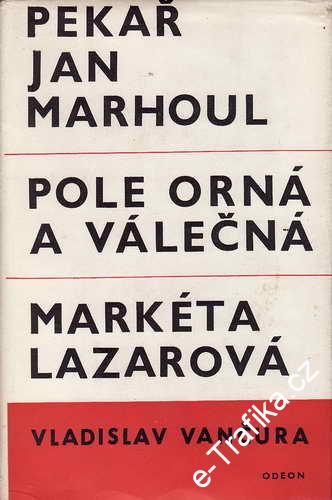 PEKAŘ
JAN
MARHOUL
POLE ORNÁ
A VÁLEČNÁ
MARKÉTA
LAZAROVÁ
VLADISLAV VANČURA
ODEON
e-Trafika.cz